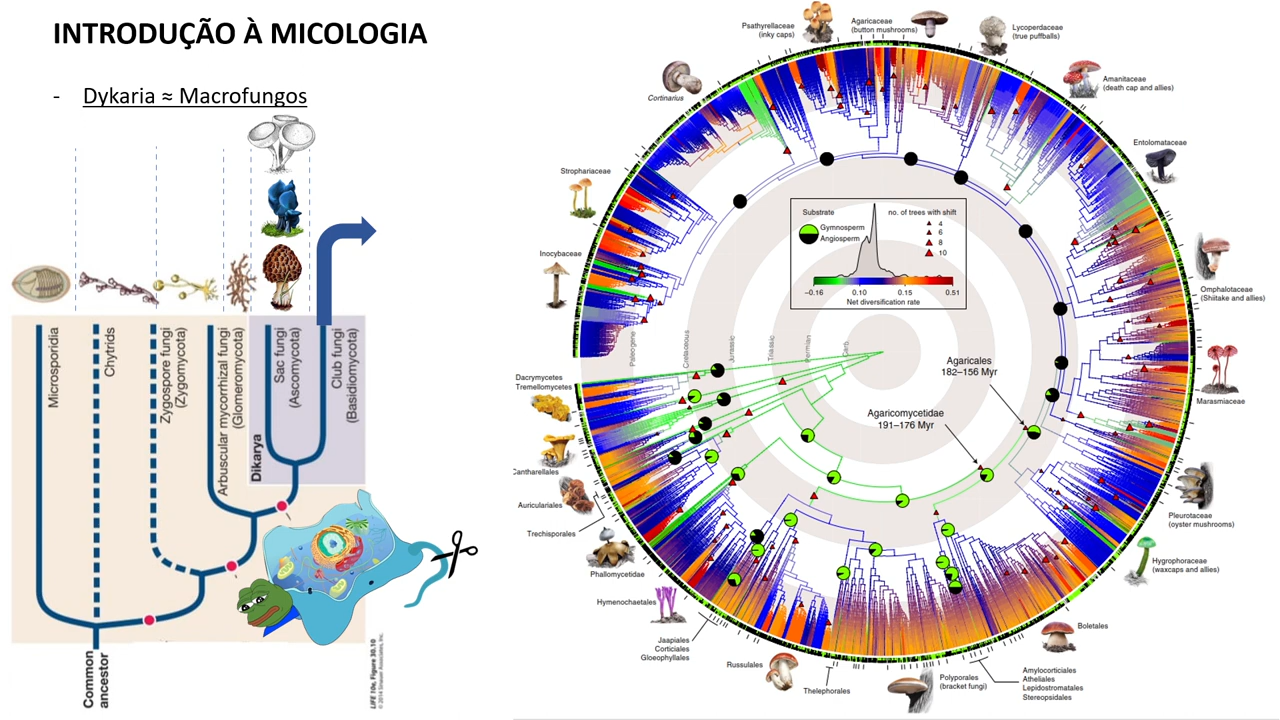 INTRODUÇÃO À MICOLOGIA
- Dykaria ≈ Macrofungos
Microsporidia
Chytrids
Zygospore fungi
(Zygomycota)
Arbuscular mycorrhizal fungi
(Glomeromycota)
Dikarya
Sac fungi
(Ascomycota)
Club fungi
(Basidiomycota)
Common
ancestor
LIFE 10e, Figure 30.10
© 2014 Sinauer Associates, Inc.
Psathyrellaceae
(inky caps)
Agaricaceae
(button mushrooms)
Lycoperdaceae
(true puffballs)
Cortinarius
Amanitaceae
(death cap and allies)
Entolomataceae
Strophariaceae
Inocybaceae
Omphalotaceae
(Shiitake and allies)
Marasmiaceae
Substrate
Gymnosperm
Angiosperm
no. of trees with shift
4
6
8
10
−0.16
0.10
0.15
0.51
Net diversification rate
Paleogene
Cretaceous
Jurassic
Triassic
Permian
Carb.
Agaricales
182–156 Myr
Agaricomycetidae
191–176 Myr
Dacrymycetes
Tremellomycetes
Cantharellales
Auriculariales
Trechisporales
Phallomycetidae
Hymenochaetales
Jaapiales
Corticiales
Gloeophyllales
Russulales
Thelephorales
Polyporales
(bracket fungi)
Amylocorticiales
Atheliales
Lepidostromatales
Stereopsidales
Boletales
Hygrophoraceae
(waxcaps and allies)
Pleurotaceae
(oyster mushrooms)